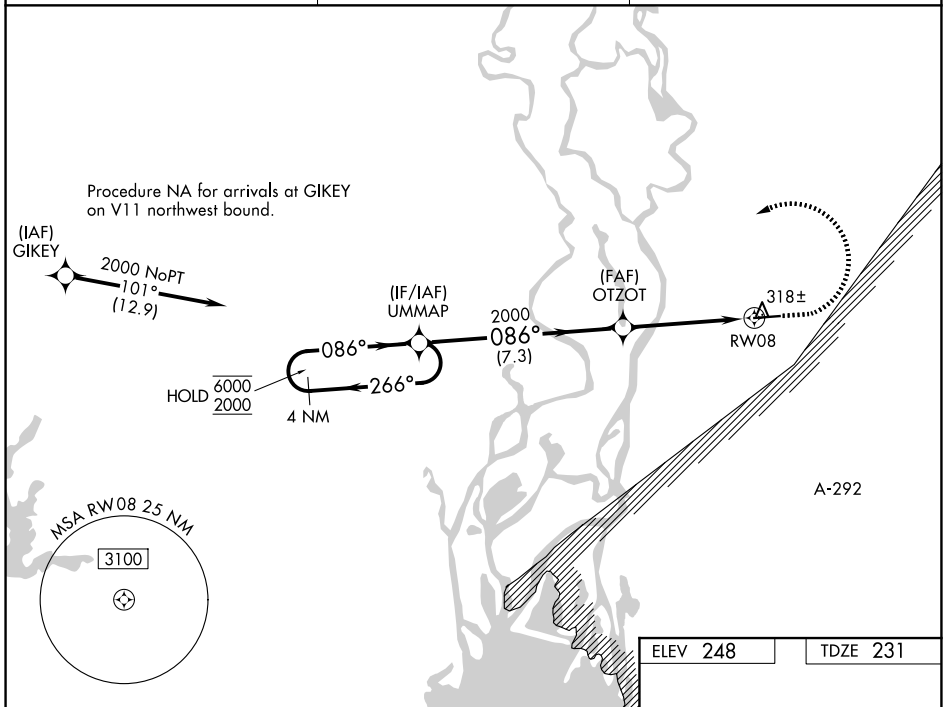 Procedure NA for arrivals at GIKEY
on V11 northwest bound.
(IAF)
GIKEY
2000 NoPT
101°
(12.9)
(IF/IAF)
UMMAP
(FAF)
OTZOT
2000
086°
(7.3)
318±
RW08
086°
266°
HOLD
6000
2000
4 NM
A-292
MSA RW08 25 NM
3100
ELEV 248
TDZE 231